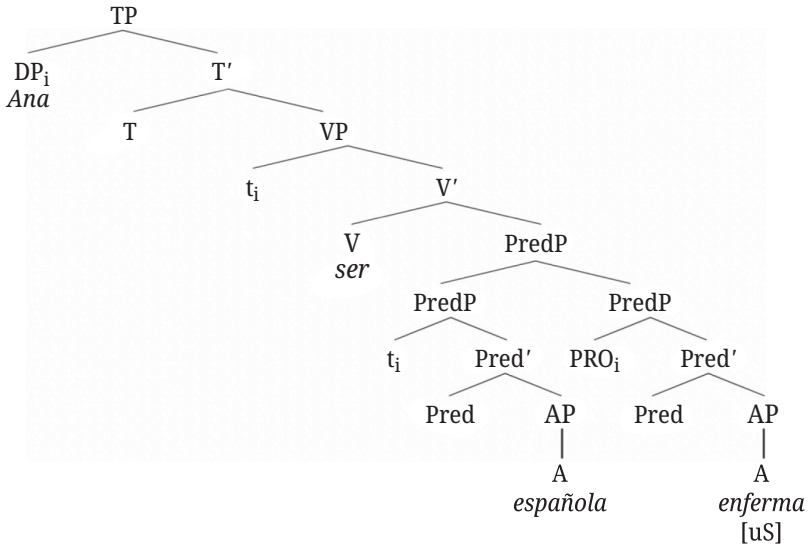 TP
DPi T′
Ana
T VP
ti V′
V PredP
ser
PredP PredP
ti Pred′ PROi Pred′
Pred AP Pred AP
A A
española enferma
[uS]